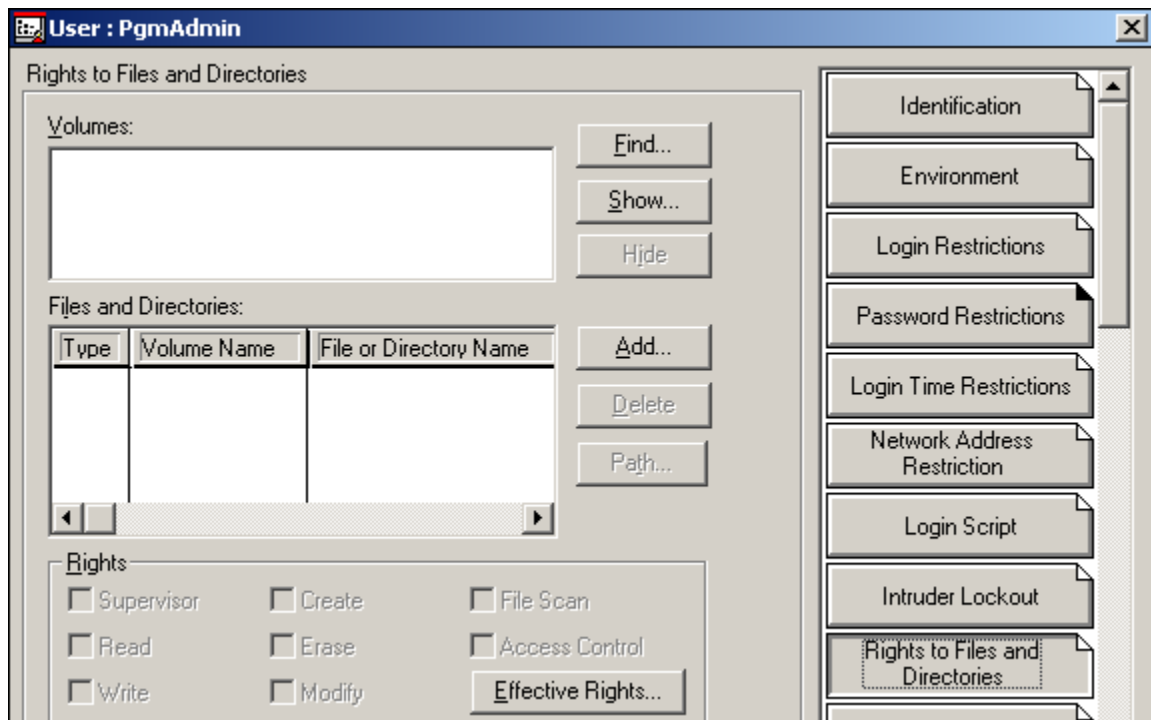 User : PgmAdmin
Rights to Files and Directories
Volumes:
Find...
Show...
Hide
Files and Directories:
Type Volume Name File or Directory Name
Add...
Delete
Path...
Rights
Supervisor Create File Scan
Read Erase Access Control
Write Modify Effective Rights...
Identification
Environment
Login Restrictions
Password Restrictions
Login Time Restrictions
Network Address
Restriction
Login Script
Intruder Lockout
Rights to Files and
Directories